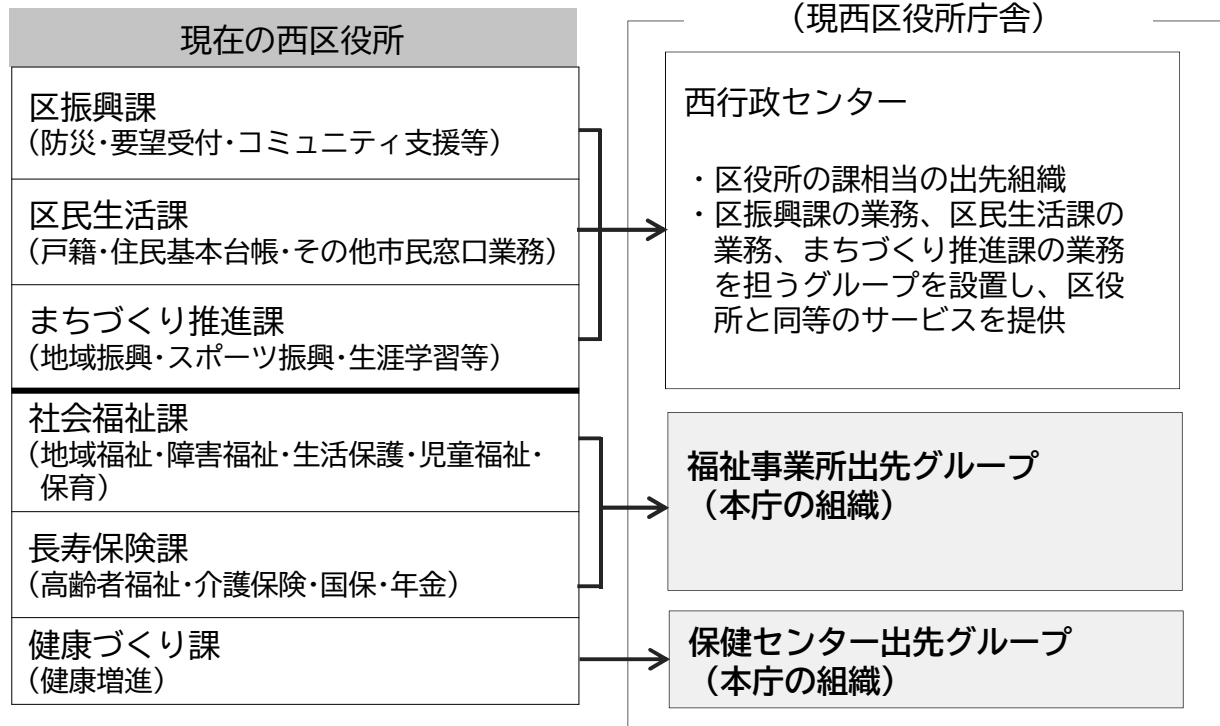 現在の西区役所
区振興課
（防災・要望受付・コミュニティ支援等）
区民生活課
（戸籍・住民基本台帳・その他市民窓口業務）
まちづくり推進課
（地域振興・スポーツ振興・生涯学習等）
社会福祉課
（地域福祉・障害福祉・生活保護・児童福祉・
保育）
長寿保険課
（高齢者福祉・介護保険・国保・年金）
健康づくり課
（健康増進）
（現西区役所庁舎）
西行政センター
・区役所の課相当の出先組織
・区振興課の業務、区民生活課の
業務、まちづくり推進課の業務
を担うグループを設置し、区役
所と同等のサービスを提供
福祉事業所出先グループ
（本庁の組織）
保健センター出先グループ
（本庁の組織）